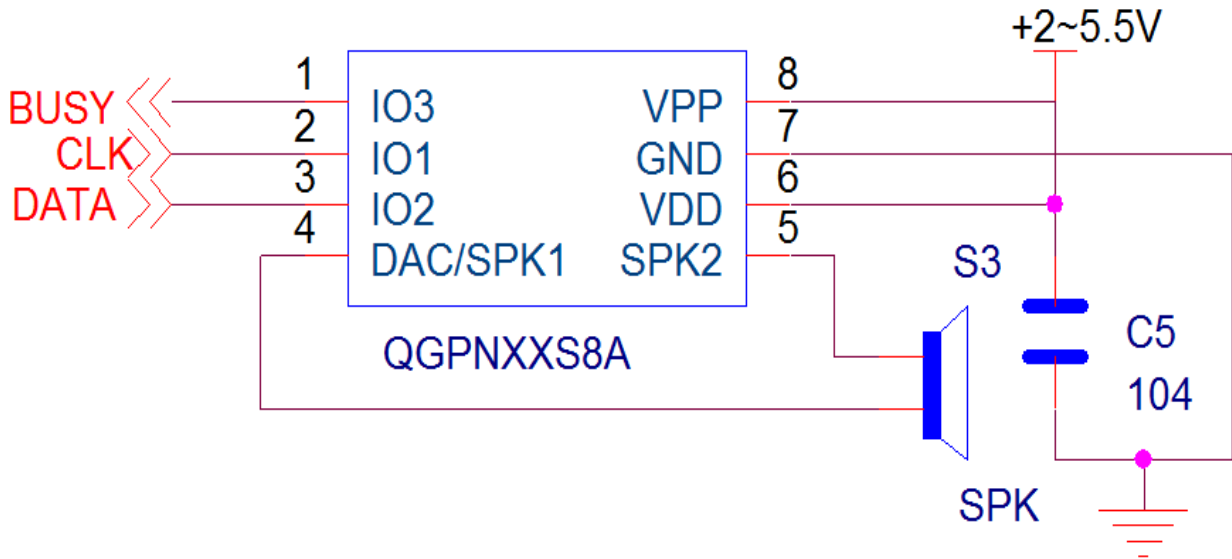 +2~5.5V
BUSY
CLK
DATA
1
2
3
4
IO3
IO1
IO2
DAC/SPK1
VPP
GND
VDD
SPK2
8
7
6
5
QGPNXXS8A
S3
SPK
C5
104